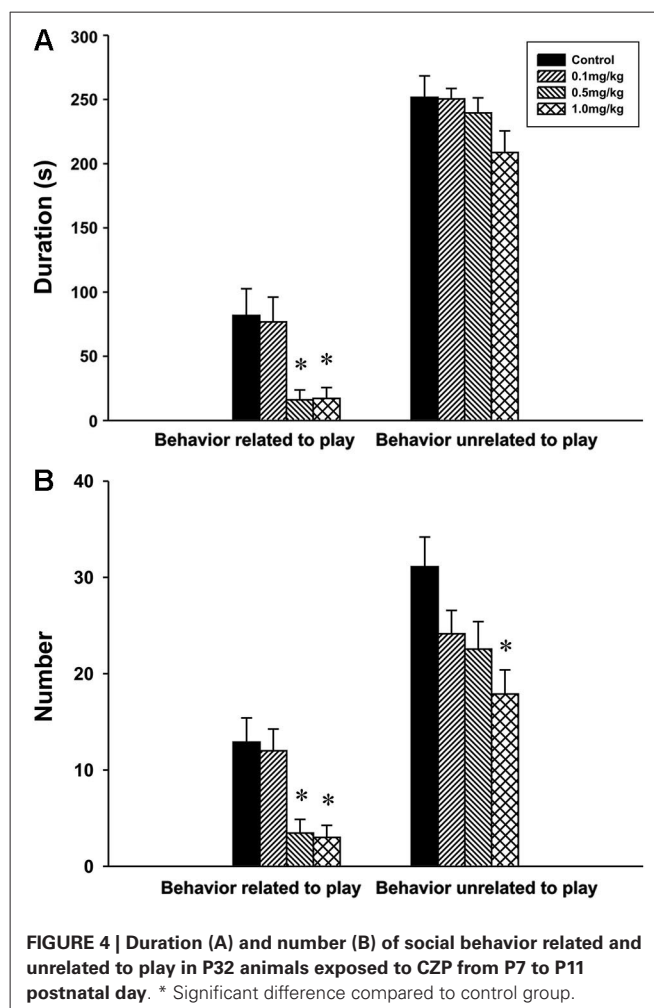 A
300
250
200
150
100
50
0
Duration (s)
Control
0.1mg/kg
0.5mg/kg
1.0mg/kg
* *
Behavior related to play Behavior unrelated to play
B
40
30
20
10
0
Number
* * *
Behavior related to play Behavior unrelated to play
FIGURE 4 | Duration (A) and number (B) of social behavior related and
unrelated to play in P32 animals exposed to CZP from P7 to P11
postnatal day. * Significant difference compared to control group.